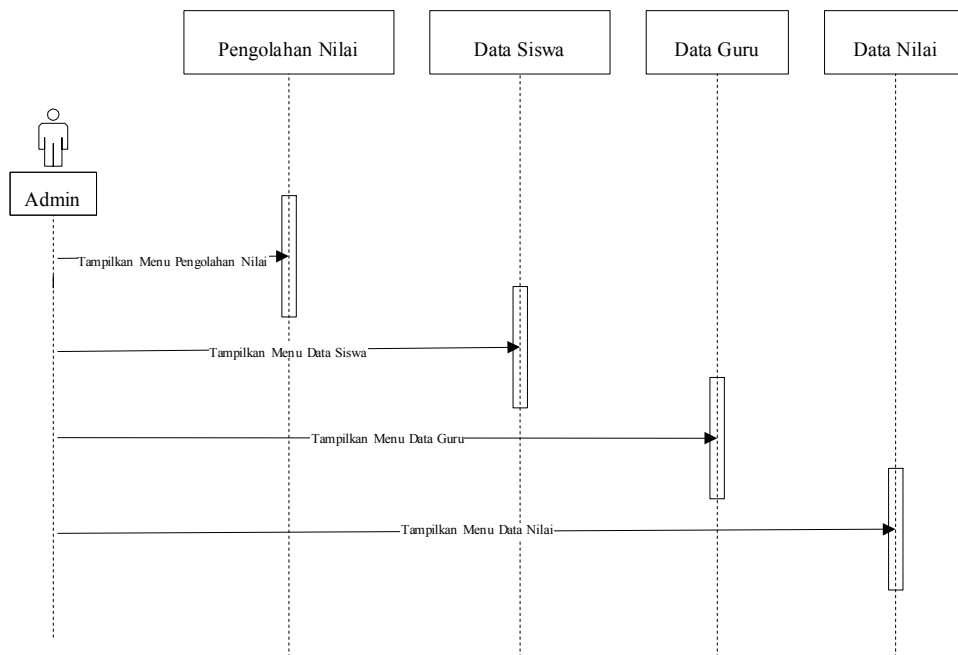 Pengolahan Nilai
Data Siswa
Data Guru
Data Nilai
Admin
Tampilkan Menu Pengolahan Nilai
Tampilkan Menu Data Siswa
Tampilkan Menu Data Guru
Tampilkan Menu Data Nilai